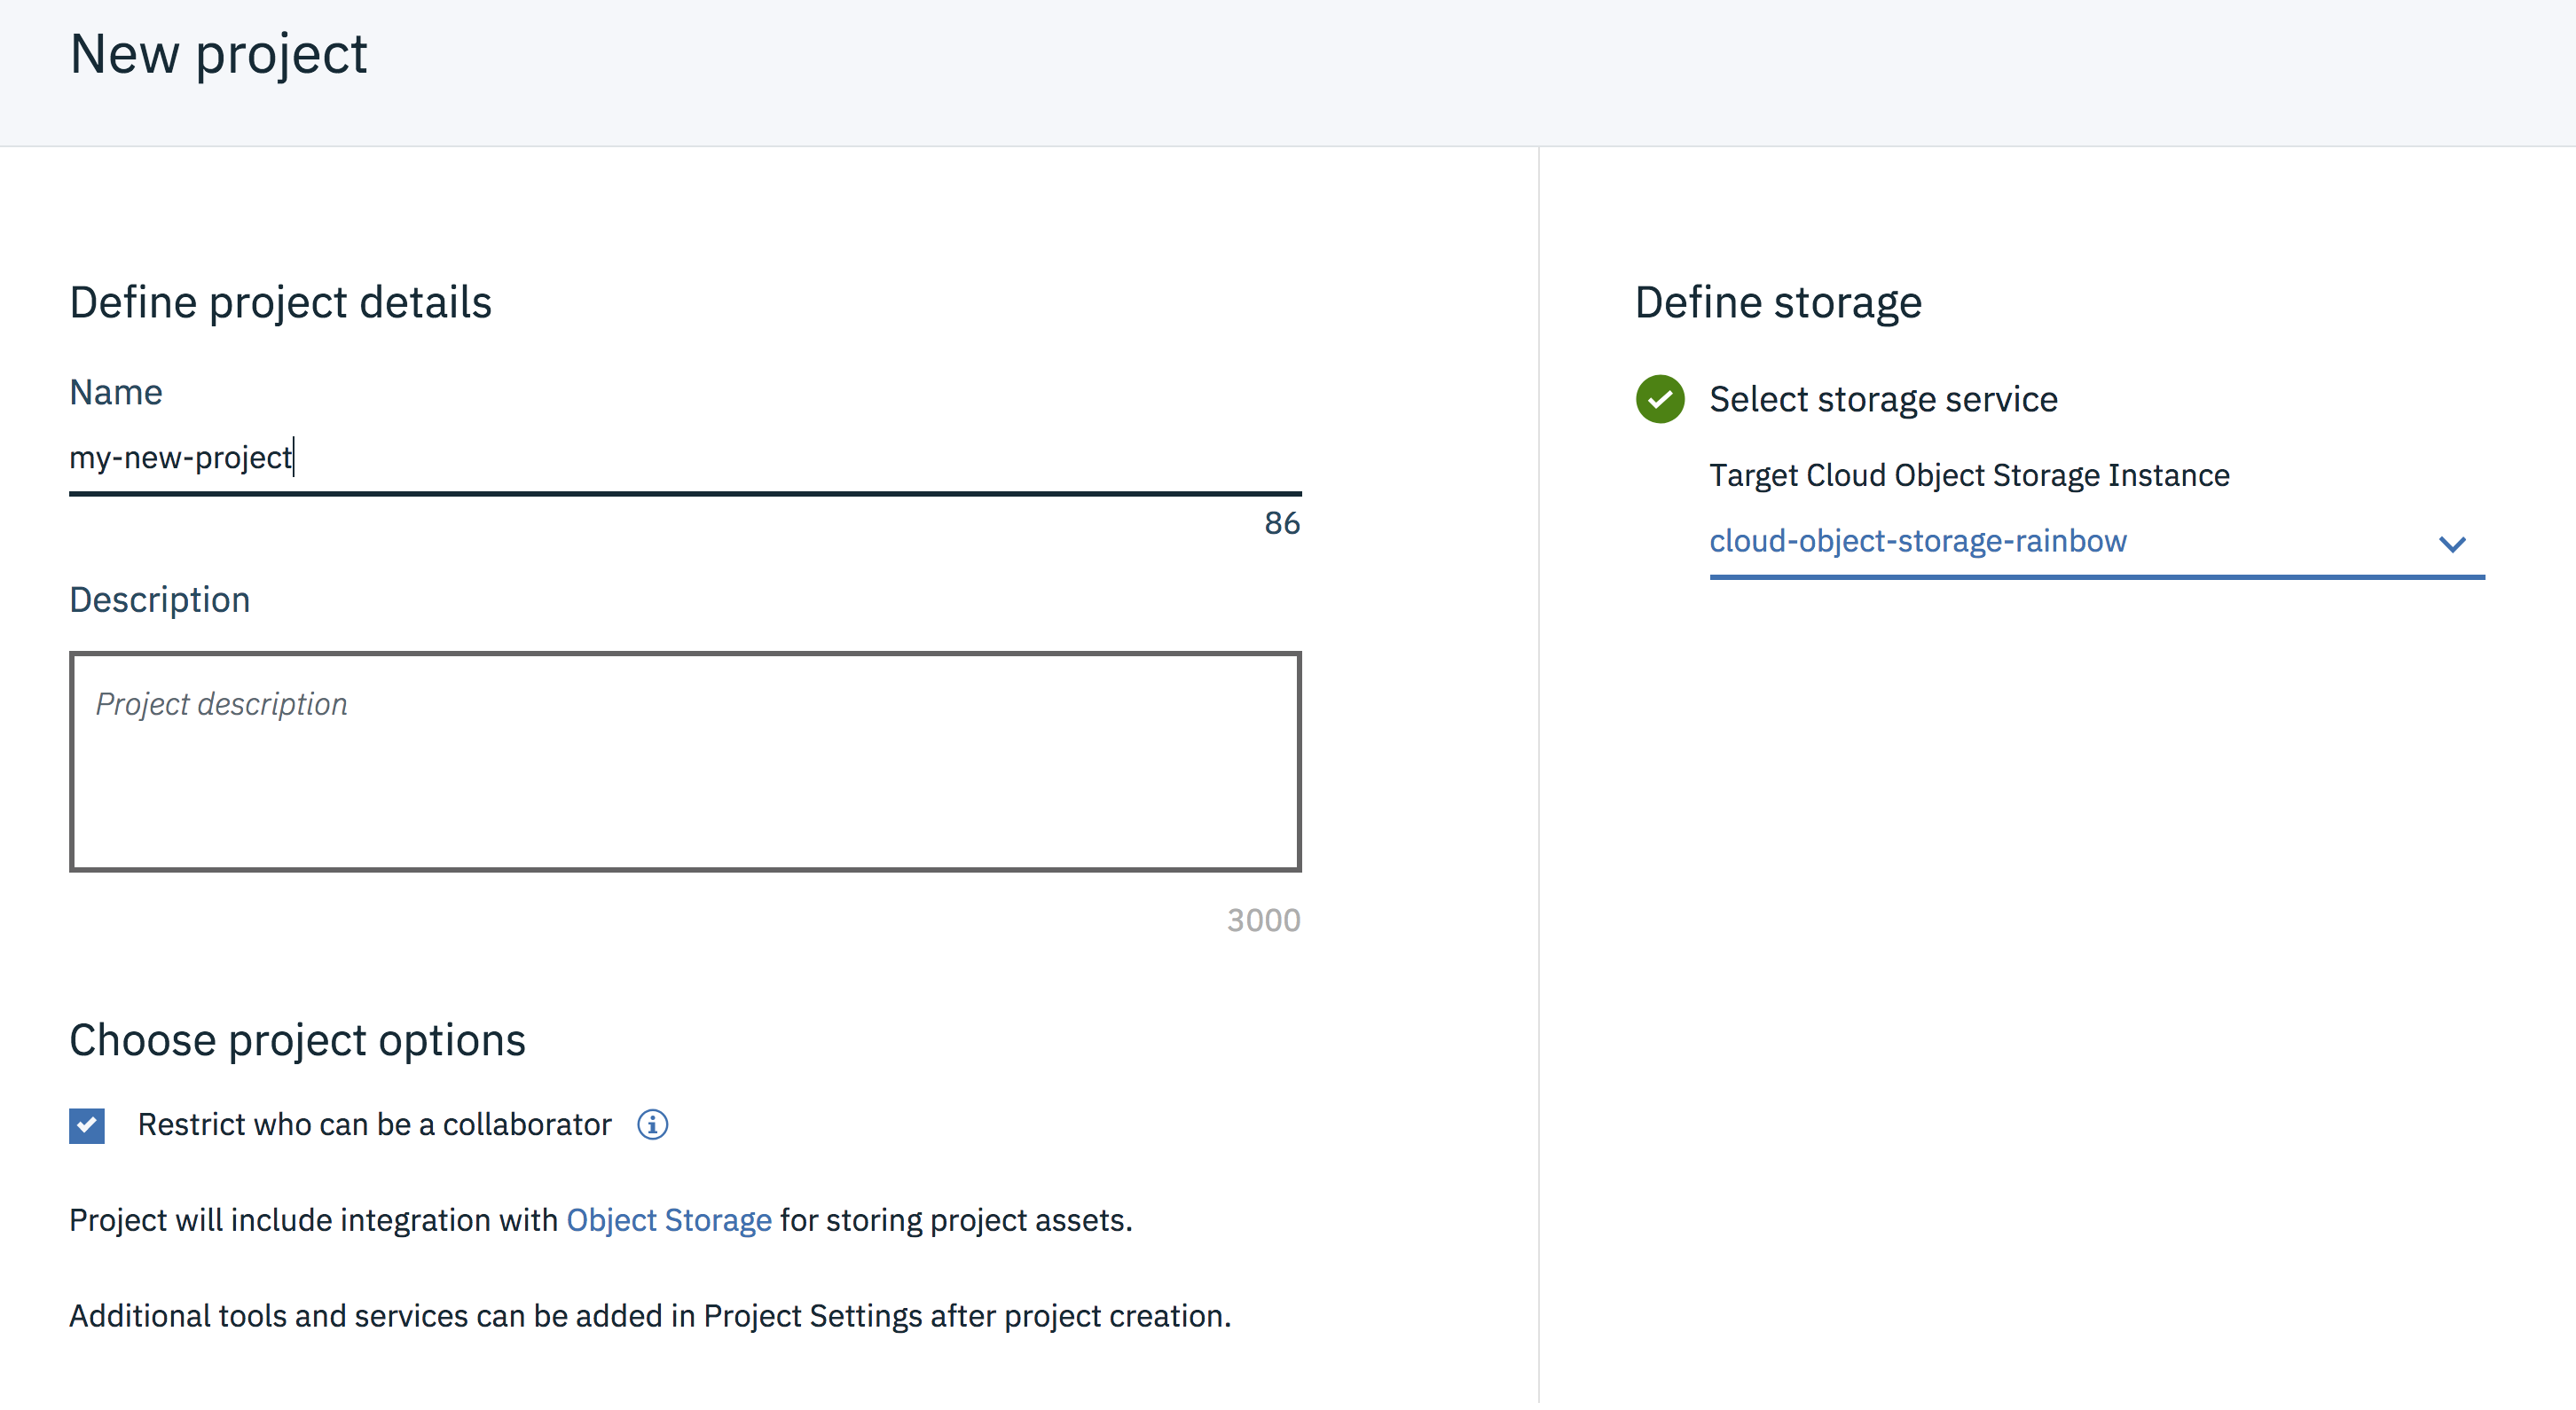 New project
Define project details
Name
my-new-project
86
Description
Project description
3000
Choose project options
Restrict who can be a collaborator
Project will include integration with Object Storage for storing project assets.
Additional tools and services can be added in Project Settings after project creation.
Define storage
Select storage service
Target Cloud Object Storage Instance
cloud-object-storage-rainbow